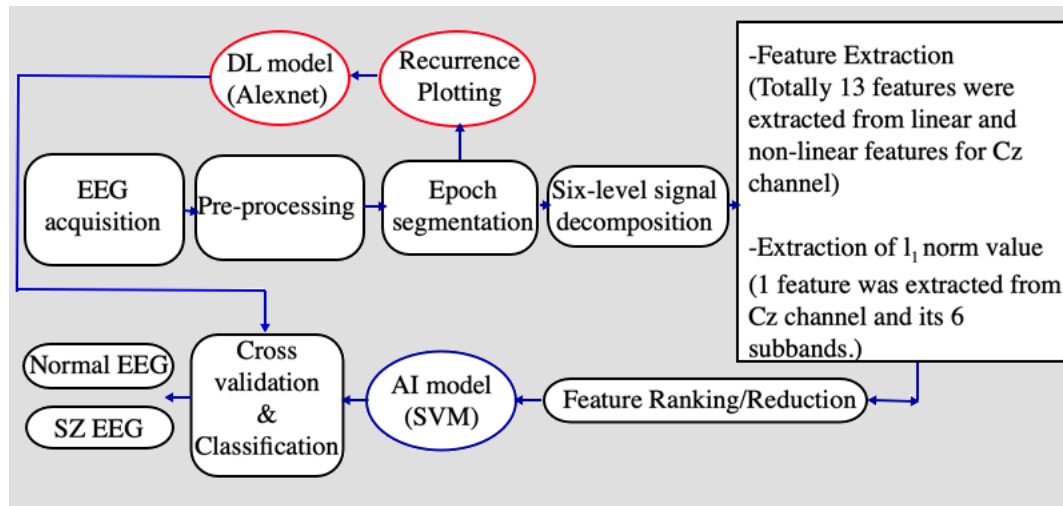 DL model
(Alexnet)
Recurrence
Plotting
-Feature Extraction
(Totally 13 features were
extracted from linear and
non-linear features for Cz
channel)
-Extraction of l₁ norm value
(1 feature was extracted from
Cz channel and its 6
subbands.)
EEG
acquisition
Pre-processing
Epoch
segmentation
Six-level signal
decomposition
Normal EEG
SZ EEG
Cross
validation
&
Classification
AI model
(SVM)
Feature Ranking/Reduction